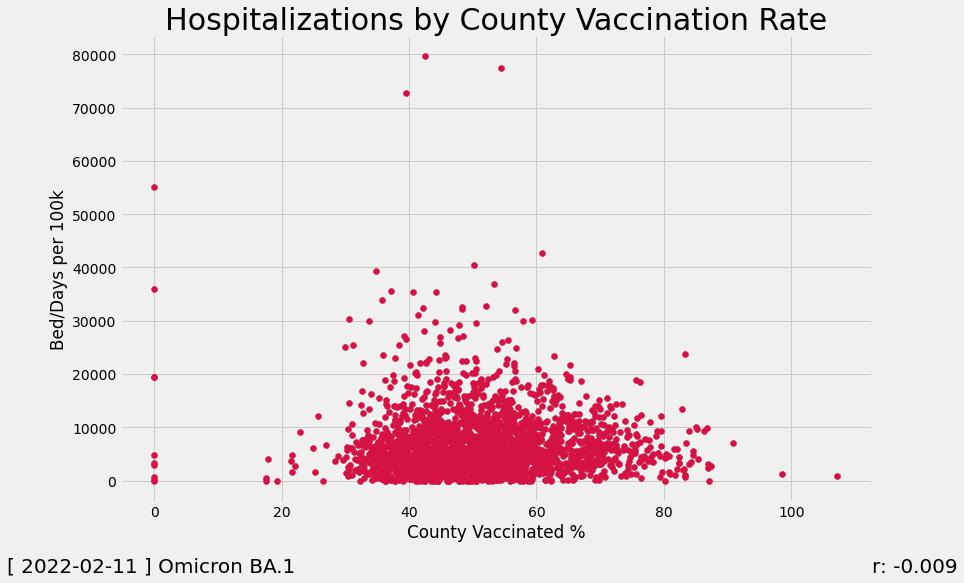 Hospitalizations by County Vaccination Rate
80000
70000
60000
50000
40000
30000
20000
10000
0
Bed/Days per 100k
0 20 40 60 80 100
County Vaccinated %
[ 2022-02-11 ] Omicron BA.1
r: -0.009